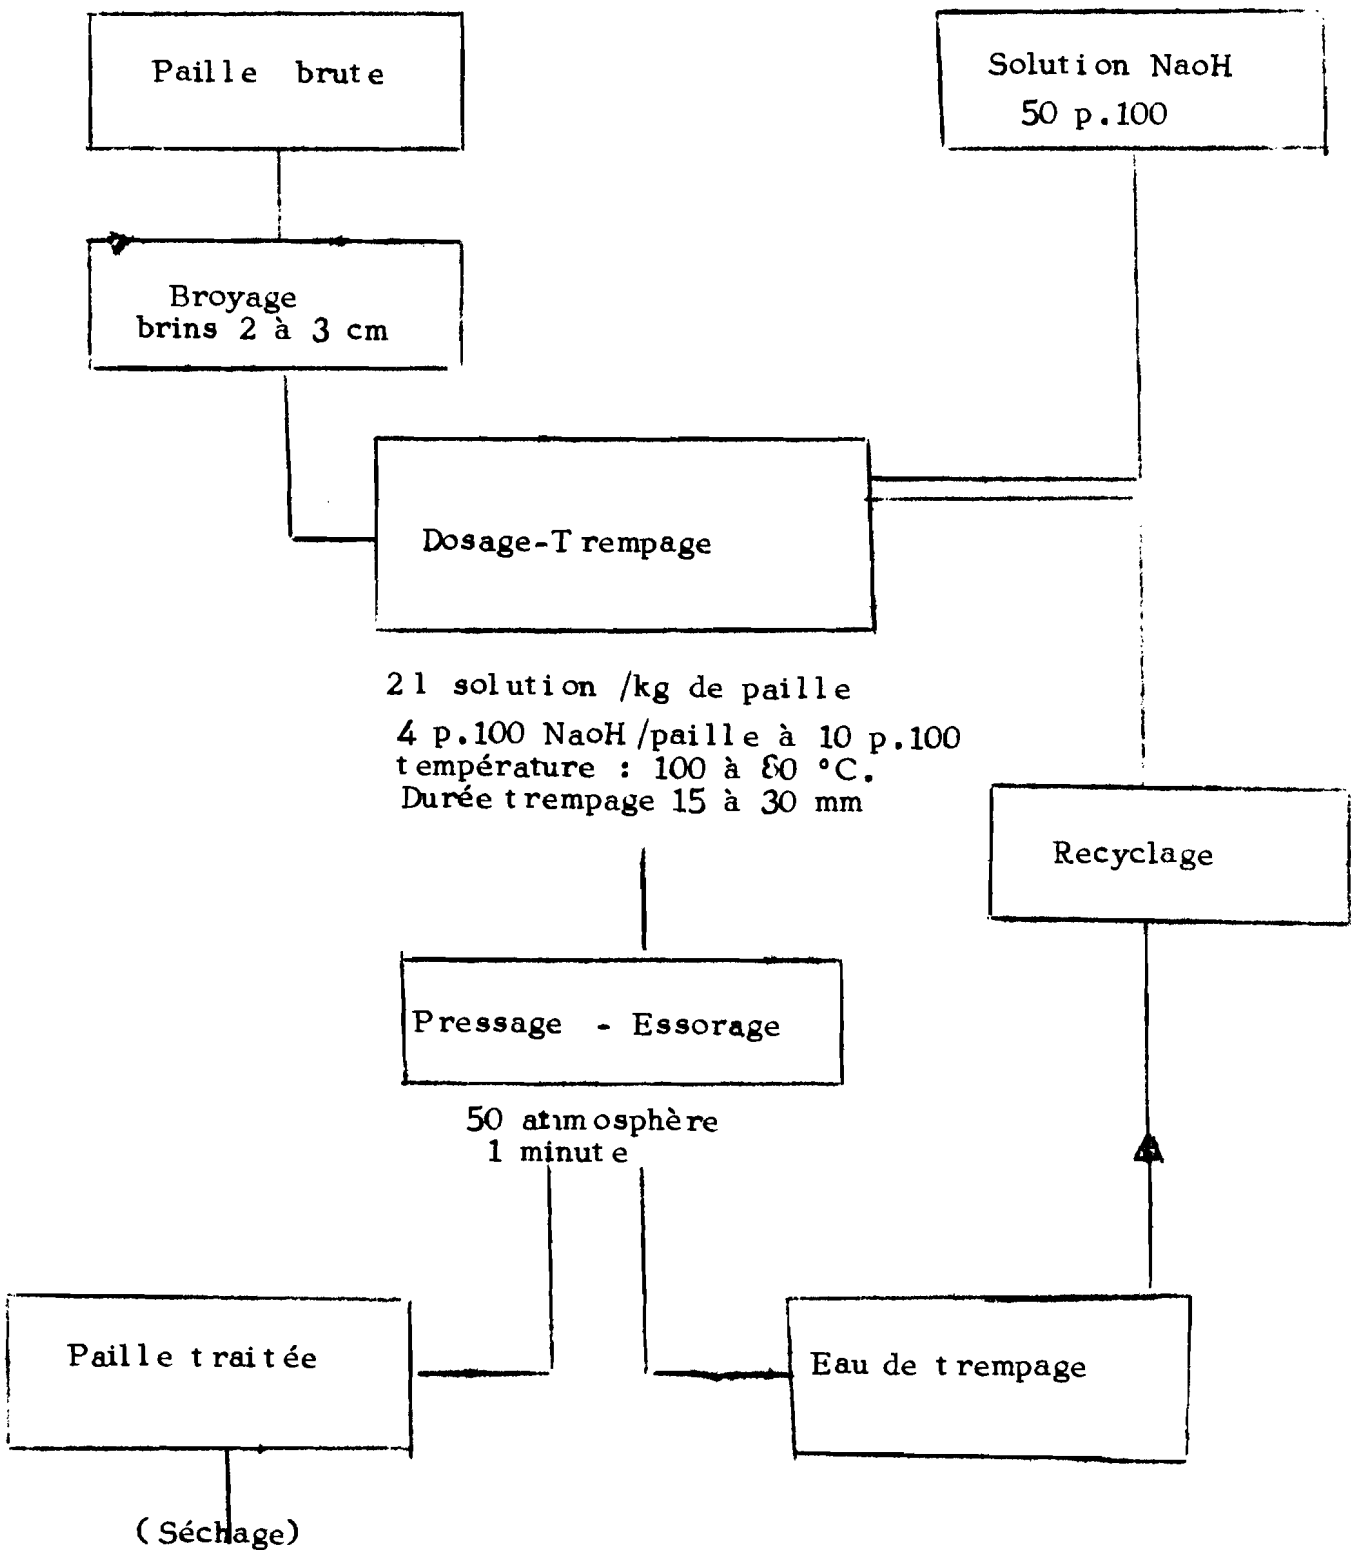 Paille brute
Solution NaoH
50 p.100
Broyage
brins 2 à 3 cm
Dosage-Trempage
2l solution /kg de paille
4 p.100 NaoH/paille à 10 p.100
température : 100 à 80 °C.
Durée trempage 15 à 30 mm
Recyclage
Pressage - Essorage
50 atmosphère
1 minute
Paille traitée
Eau de trempage
(Séchage)